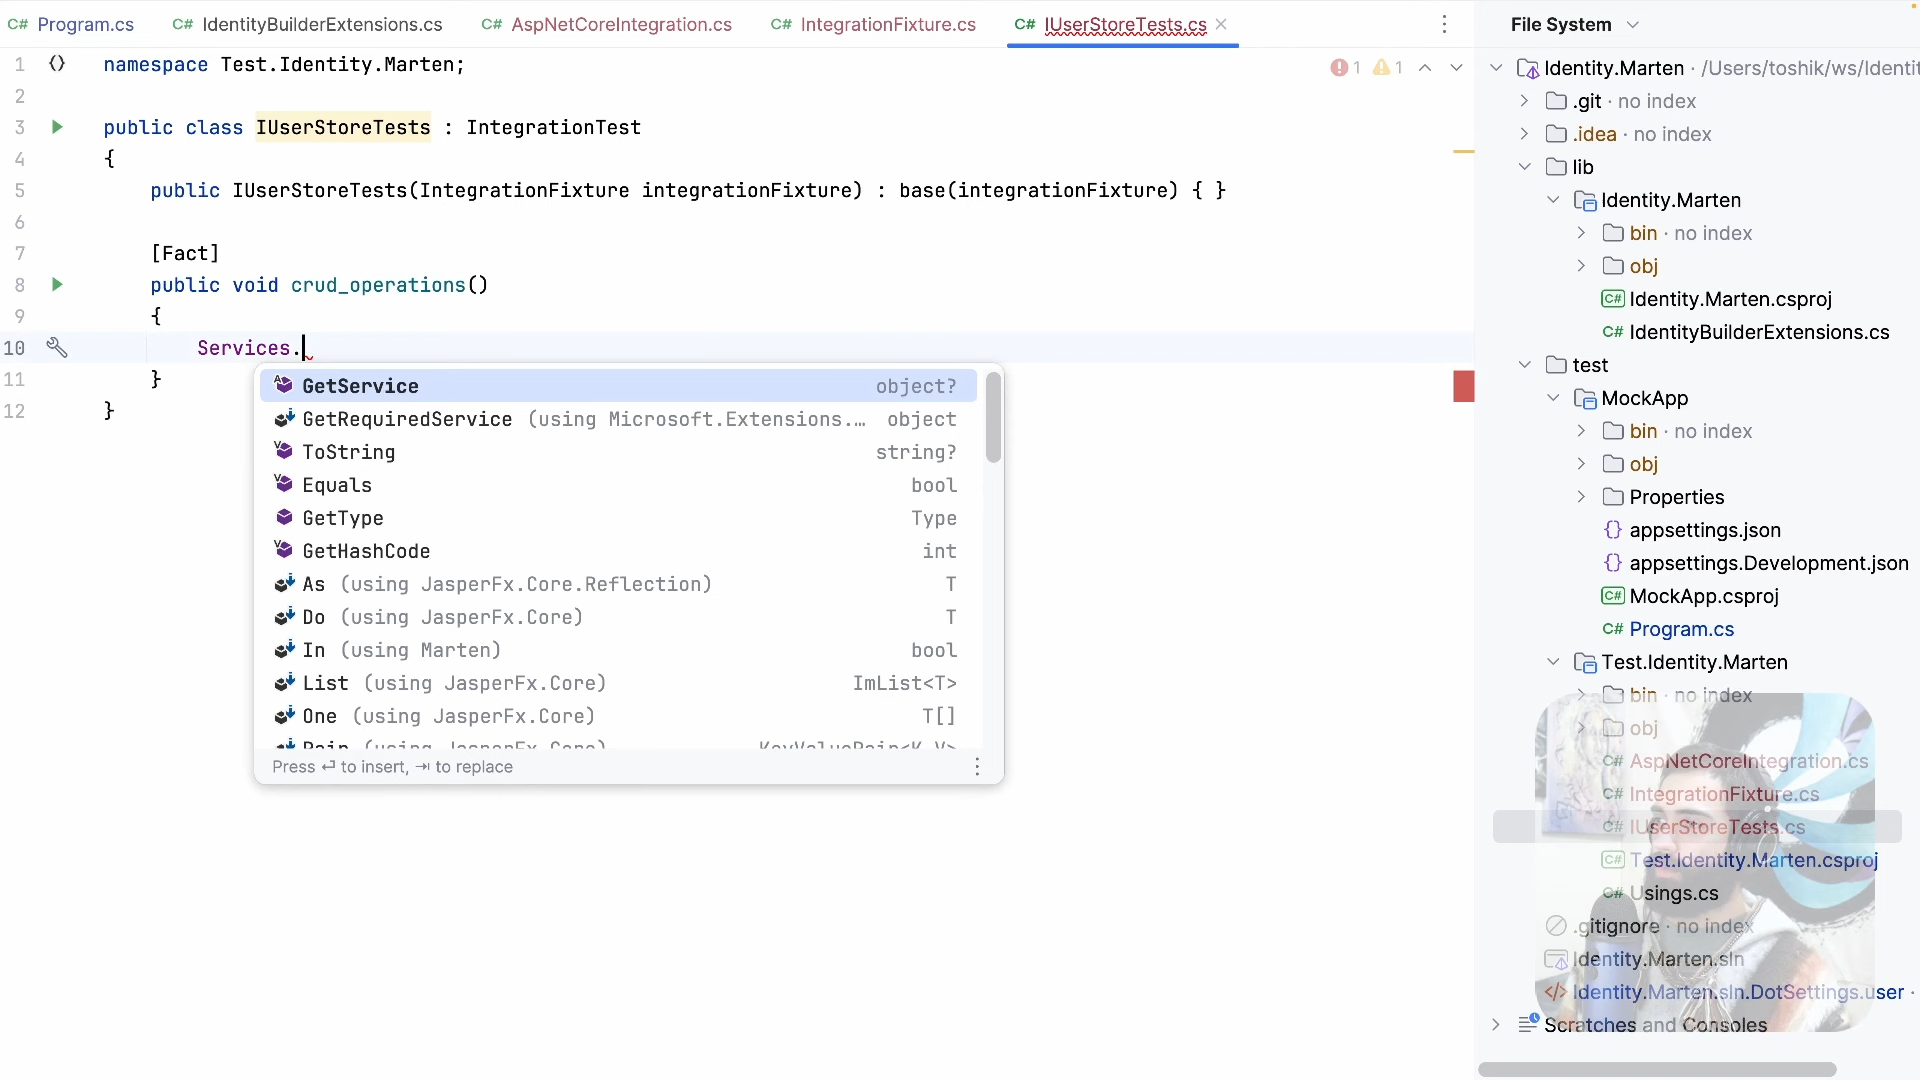 C# Program.cs
C# IdentityBuilderExtensions.cs
C# AspNetCoreIntegration.cs
C# IntegrationFixture.cs
C# IUserStoreTests.cs
1 namespace Test.Identity.Marten;
2
3 public class IUserStoreTests : IntegrationTest
4 {
5 public IUserStoreTests(IntegrationFixture integrationFixture) : base(integrationFixture) { }
6
7 [Fact]
8 public void crud_operations()
9 {
10 Services.
11 }
12 }
1 1
GetService object?
GetRequiredService (using Microsoft.Extensions.… object
ToString string?
Equals bool
GetType Type
GetHashCode int
As (using JasperFx.Core.Reflection) T
Do (using JasperFx.Core) T
In (using Marten) bool
List (using JasperFx.Core) ImList<T>
One (using JasperFx.Core) T[]
Pair (using JasperFx.Core) KeyValuePair<K,V>
Press ⏎ to insert, ⇥ to replace
File System
Identity.Marten · /Users/toshik/ws/Identit
.git · no index
.idea · no index
lib
Identity.Marten
bin · no index
obj
C# Identity.Marten.csproj
C# IdentityBuilderExtensions.cs
test
MockApp
bin · no index
obj
Properties
{} appsettings.json
{} appsettings.Development.json
C# MockApp.csproj
C# Program.cs
Test.Identity.Marten
bin · no index
obj
C# AspNetCoreIntegration.cs
C# IntegrationFixture.cs
C# IUserStoreTests.cs
C# Test.Identity.Marten.csproj
C# Usings.cs
.gitignore · no index
Identity.Marten.sln
</> Identity.Marten.sln.DotSettings.user ·
Scratches and Consoles